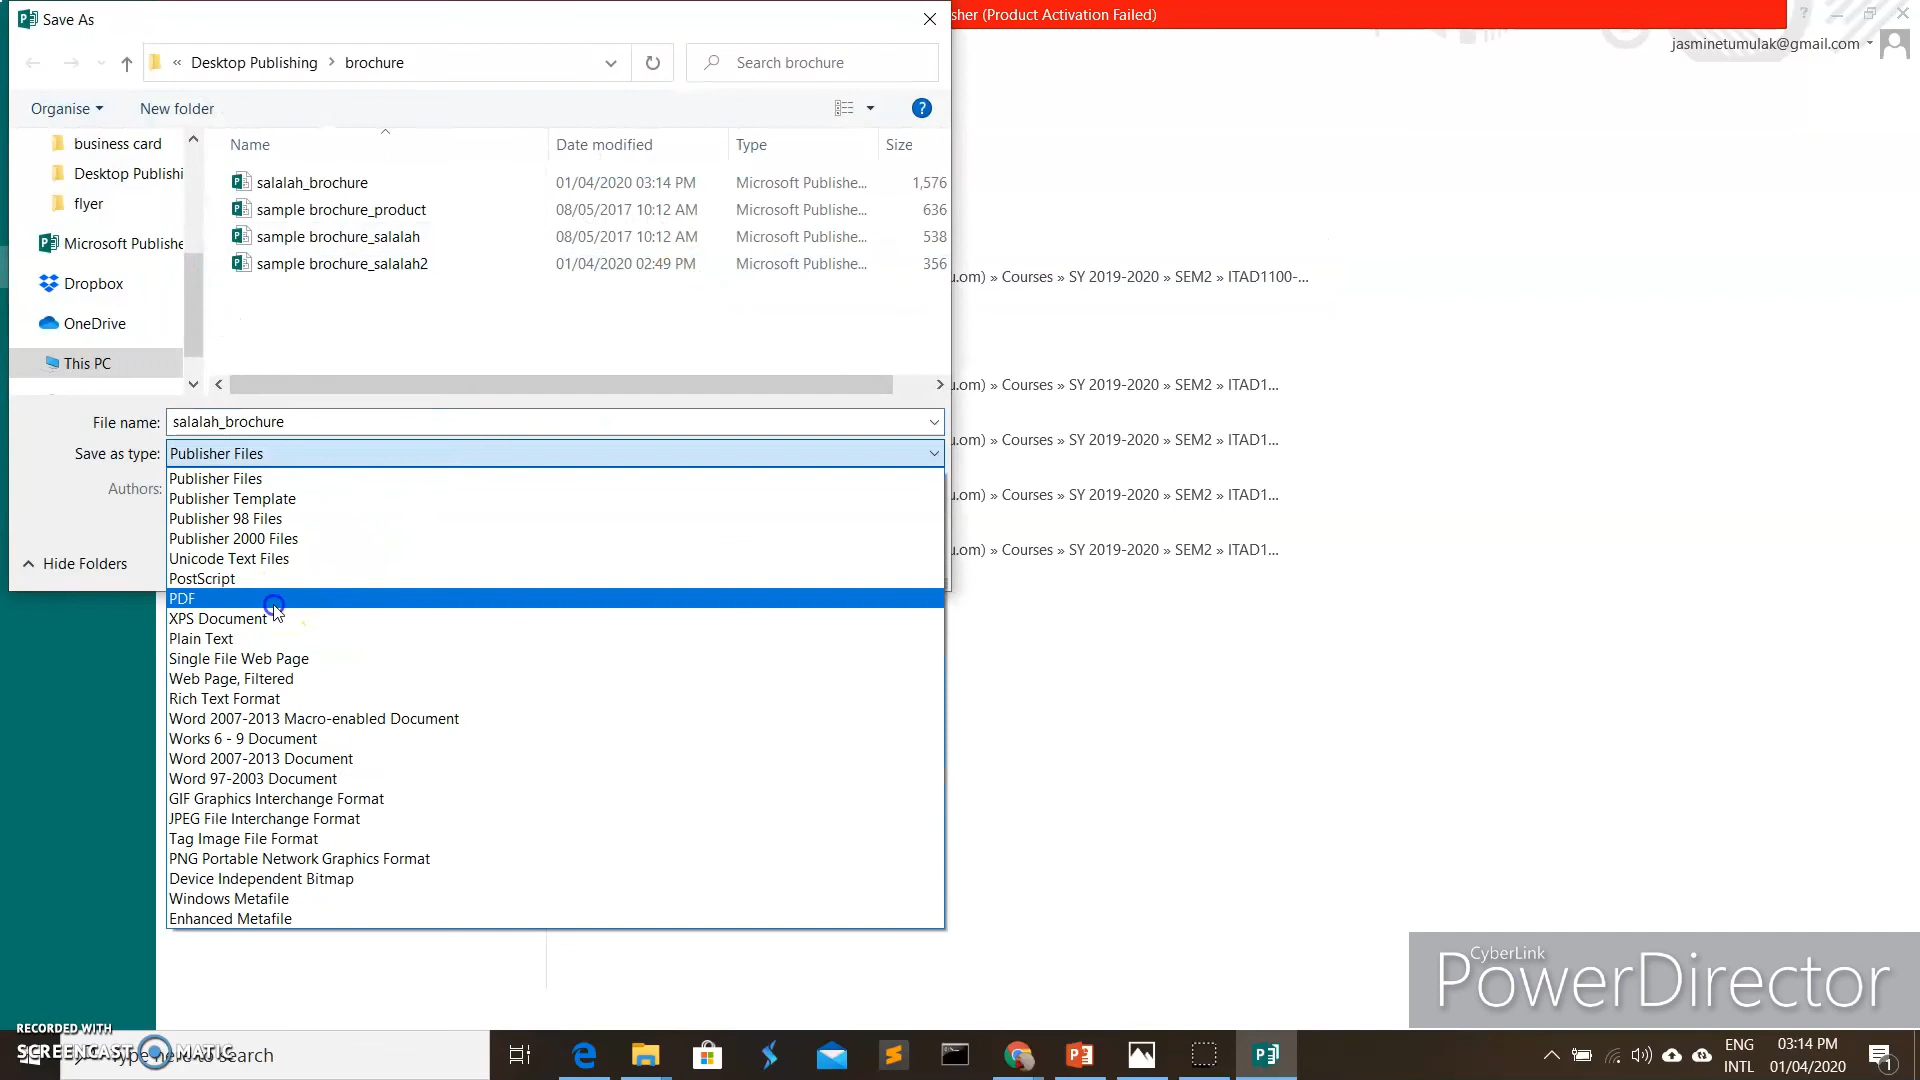 Save As
sher (Product Activation Failed)
jasminetumulak@gmail.com
« Desktop Publishing › brochure
Search brochure
Organise
New folder
Name
Date modified
Type
Size
business card
Desktop Publishi
flyer
Microsoft Publishe
Dropbox
OneDrive
This PC
salalah_brochure 01/04/2020 03:14 PM Microsoft Publishe... 1,576
sample brochure_product 08/05/2017 10:12 AM Microsoft Publishe... 636
sample brochure_salalah 08/05/2017 10:12 AM Microsoft Publishe... 538
sample brochure_salalah2 01/04/2020 02:49 PM Microsoft Publishe... 356
u.om) » Courses » SY 2019-2020 » SEM2 » ITAD1100-...
u.om) » Courses » SY 2019-2020 » SEM2 » ITAD1...
u.om) » Courses » SY 2019-2020 » SEM2 » ITAD1...
u.om) » Courses » SY 2019-2020 » SEM2 » ITAD1...
u.om) » Courses » SY 2019-2020 » SEM2 » ITAD1...
File name: salalah_brochure
Save as type: Publisher Files
Authors:
Hide Folders
Publisher Files
Publisher Template
Publisher 98 Files
Publisher 2000 Files
Unicode Text Files
PostScript
PDF
XPS Document
Plain Text
Single File Web Page
Web Page, Filtered
Rich Text Format
Word 2007-2013 Macro-enabled Document
Works 6 - 9 Document
Word 2007-2013 Document
Word 97-2003 Document
GIF Graphics Interchange Format
JPEG File Interchange Format
Tag Image File Format
PNG Portable Network Graphics Format
Device Independent Bitmap
Windows Metafile
Enhanced Metafile
CyberLink
PowerDirector
RECORDED WITH
SCREENCAST MATIC
Type here to search
ENG
INTL
03:14 PM
01/04/2020
1